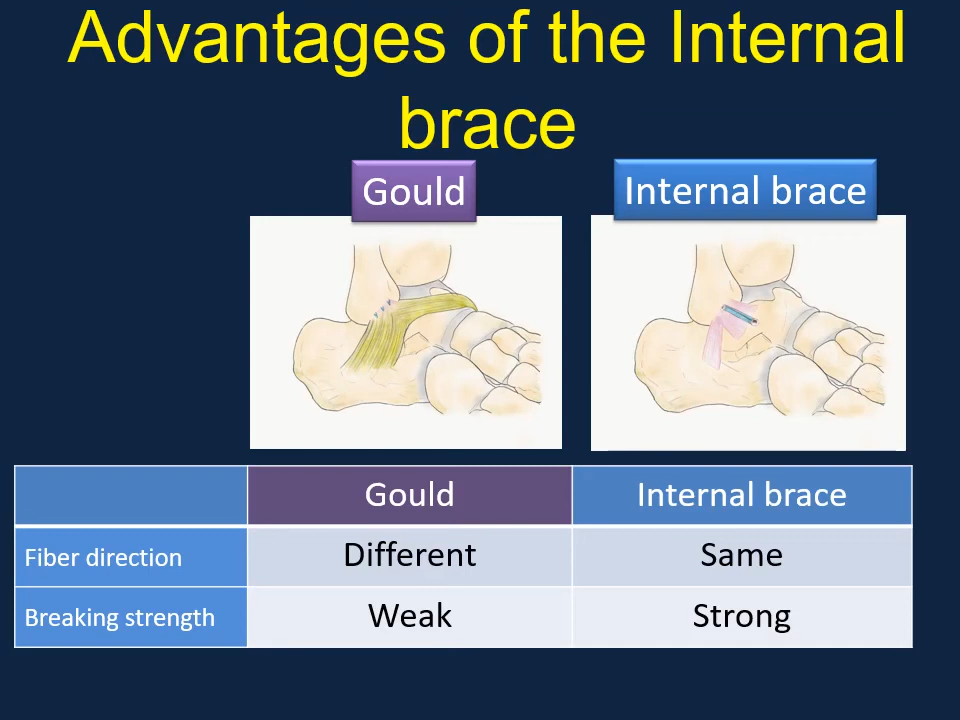 Advantages of the Internal
brace
Gould
Internal brace
Gould
Internal brace
Fiber direction
Different
Same
Breaking strength
Weak
Strong